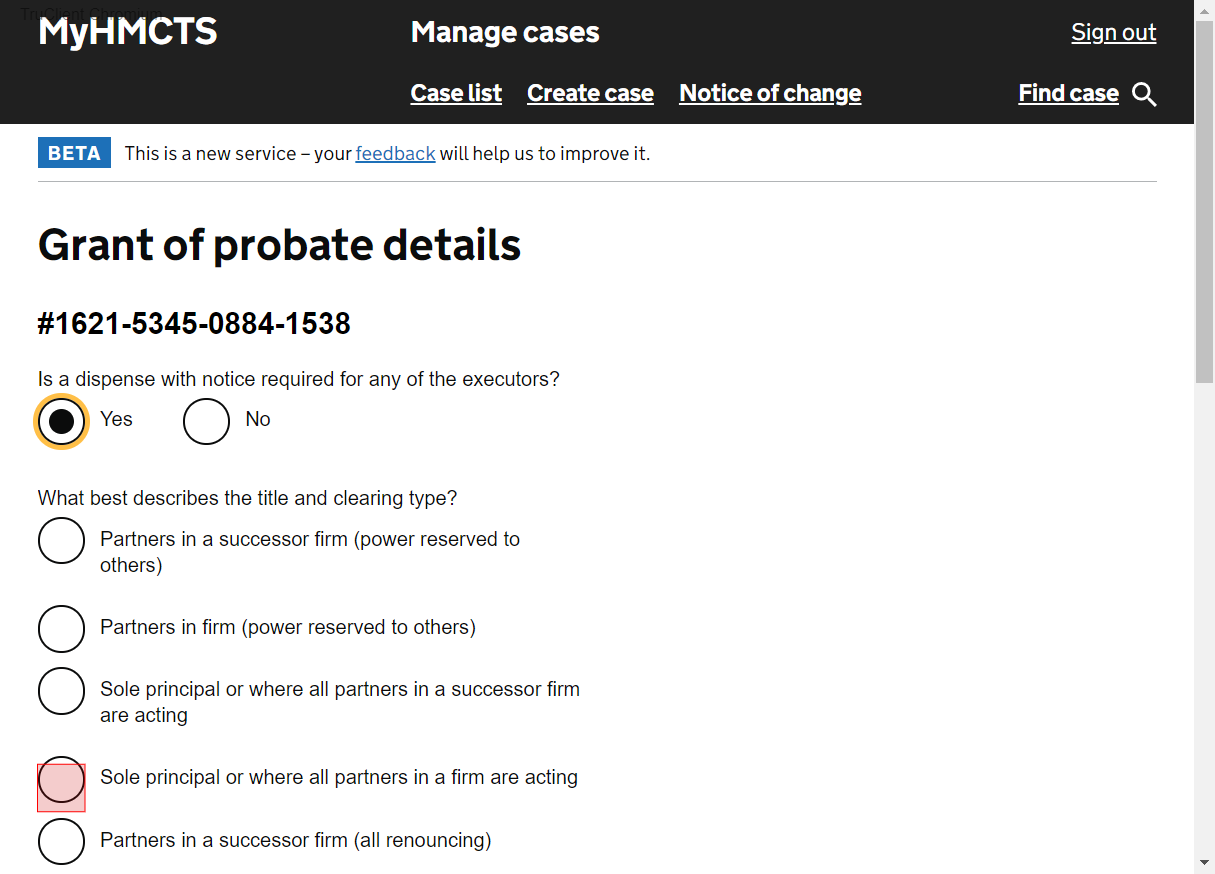 TruClient Chromium
MyHMCTS
Manage cases
Sign out
Case list
Create case
Notice of change
Find case
BETA
This is a new service – your feedback will help us to improve it.
Grant of probate details
#1621-5345-0884-1538
Is a dispense with notice required for any of the executors?
Yes
No
What best describes the title and clearing type?
Partners in a successor firm (power reserved to
others)
Partners in firm (power reserved to others)
Sole principal or where all partners in a successor firm
are acting
Sole principal or where all partners in a firm are acting
Partners in a successor firm (all renouncing)